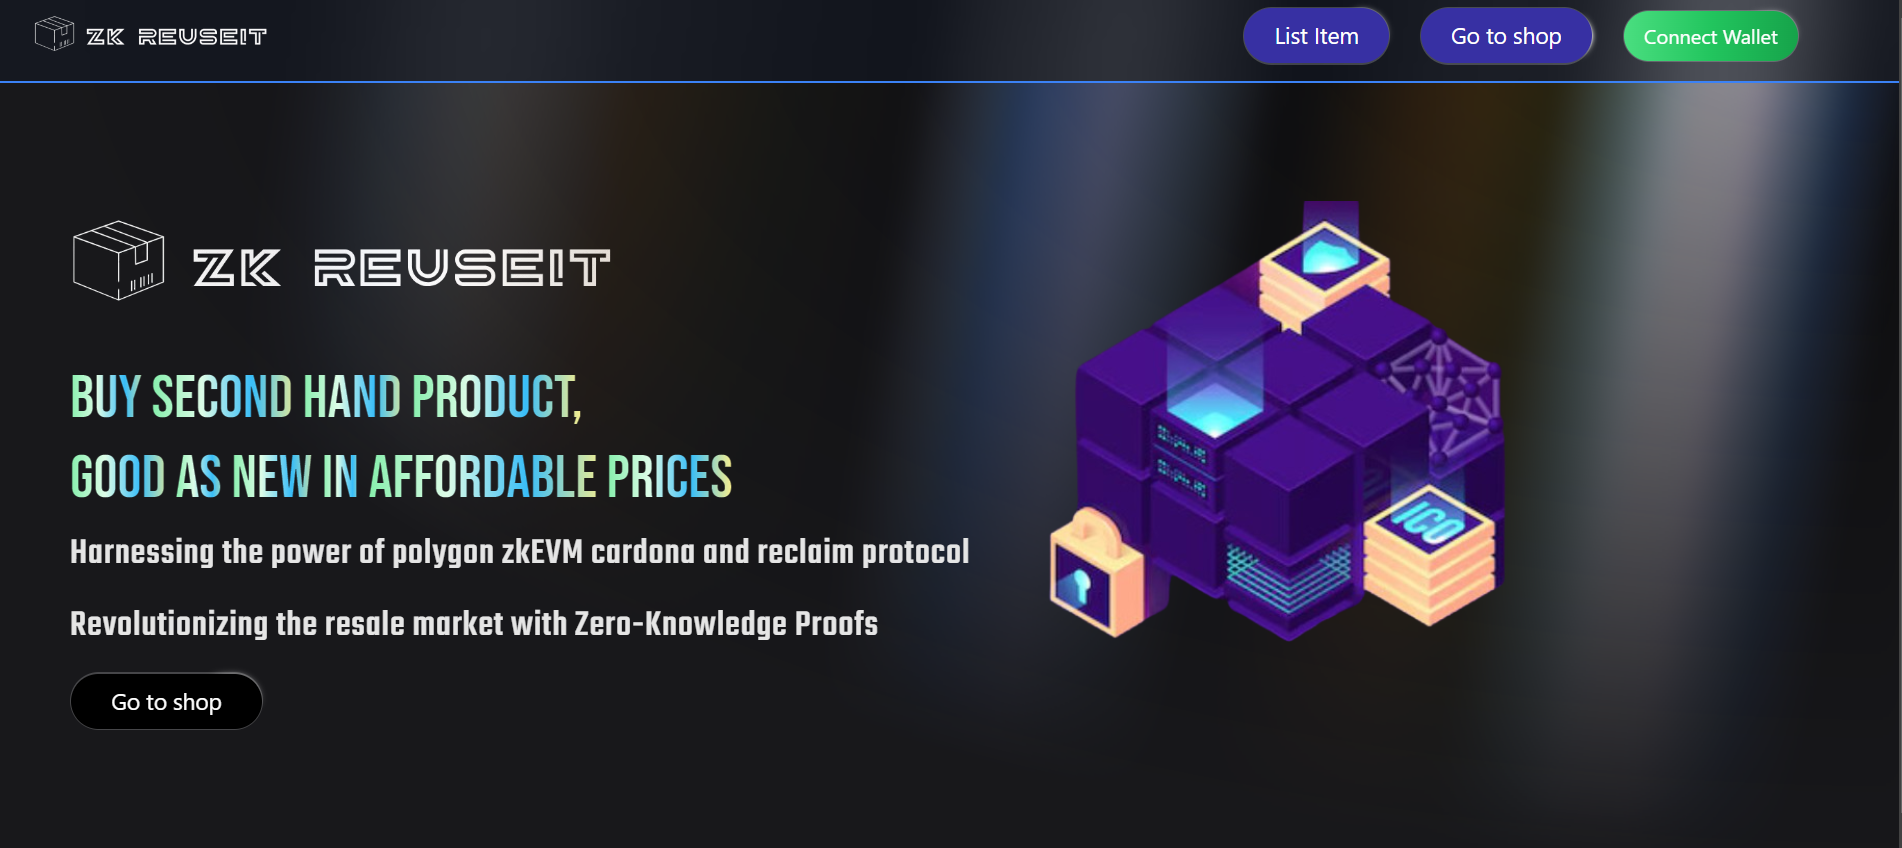 ZK REUSEIT
List Item
Go to shop
Connect Wallet
ZK REUSEIT
BUY SECOND HAND PRODUCT,
GOOD AS NEW IN AFFORDABLE PRICES
Harnessing the power of polygon zkEVM cardona and reclaim protocol
Revolutionizing the resale market with Zero-Knowledge Proofs
Go to shop
ICO